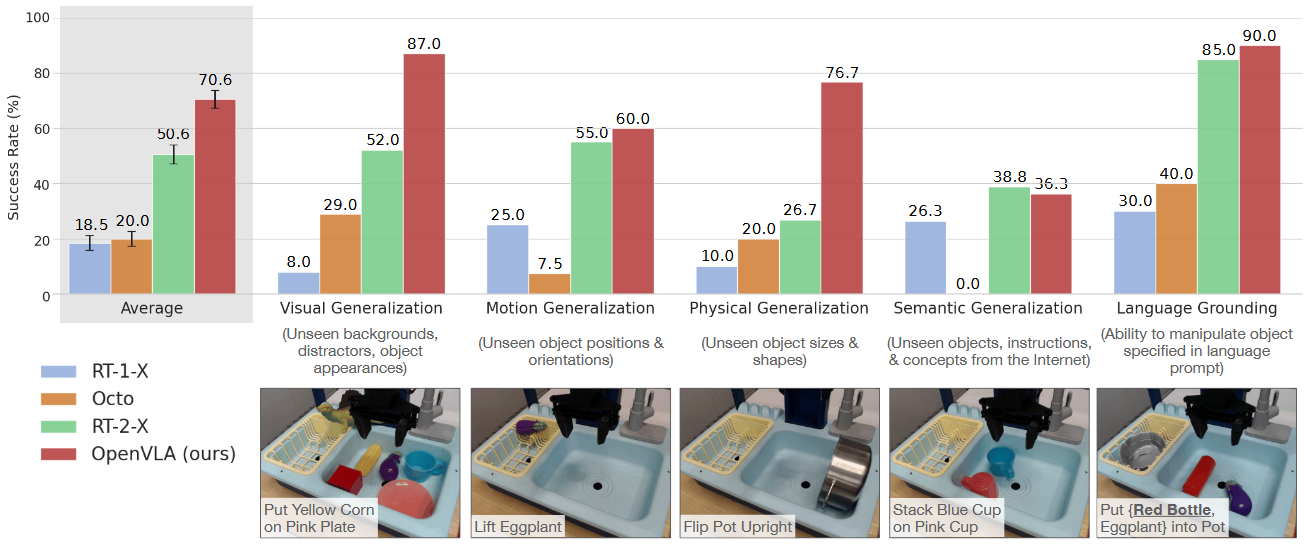 Success Rate (%)
100
80
60
40
20
0
18.5 20.0 50.6 70.6
8.0 29.0 52.0 87.0
25.0 7.5 55.0 60.0
10.0 20.0 26.7 76.7
26.3 0.0 38.8 36.3
30.0 40.0 85.0 90.0
Average
Visual Generalization
(Unseen backgrounds,
distractors, object
appearances)
Motion Generalization
(Unseen object positions &
orientations)
Physical Generalization
(Unseen object sizes &
shapes)
Semantic Generalization
(Unseen objects, instructions,
& concepts from the Internet)
Language Grounding
(Ability to manipulate object
specified in language
prompt)
RT-1-X
Octo
RT-2-X
OpenVLA (ours)
Put Yellow Corn
on Pink Plate
Lift Eggplant
Flip Pot Upright
Stack Blue Cup
on Pink Cup
Put {Red Bottle,
Eggplant} into Pot